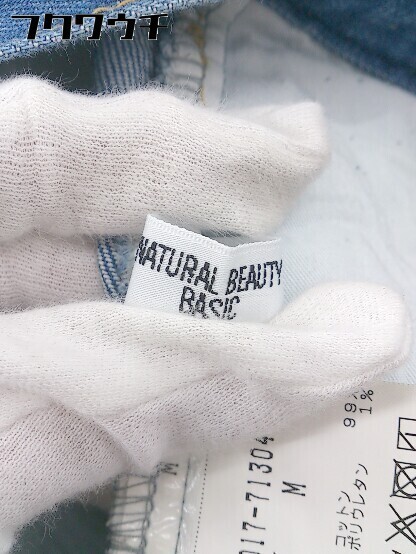 フクワウチ
NATURAL BEAUTY
BASIC
017-71304
M
M
コットン 99%
ポリウレタン 1%